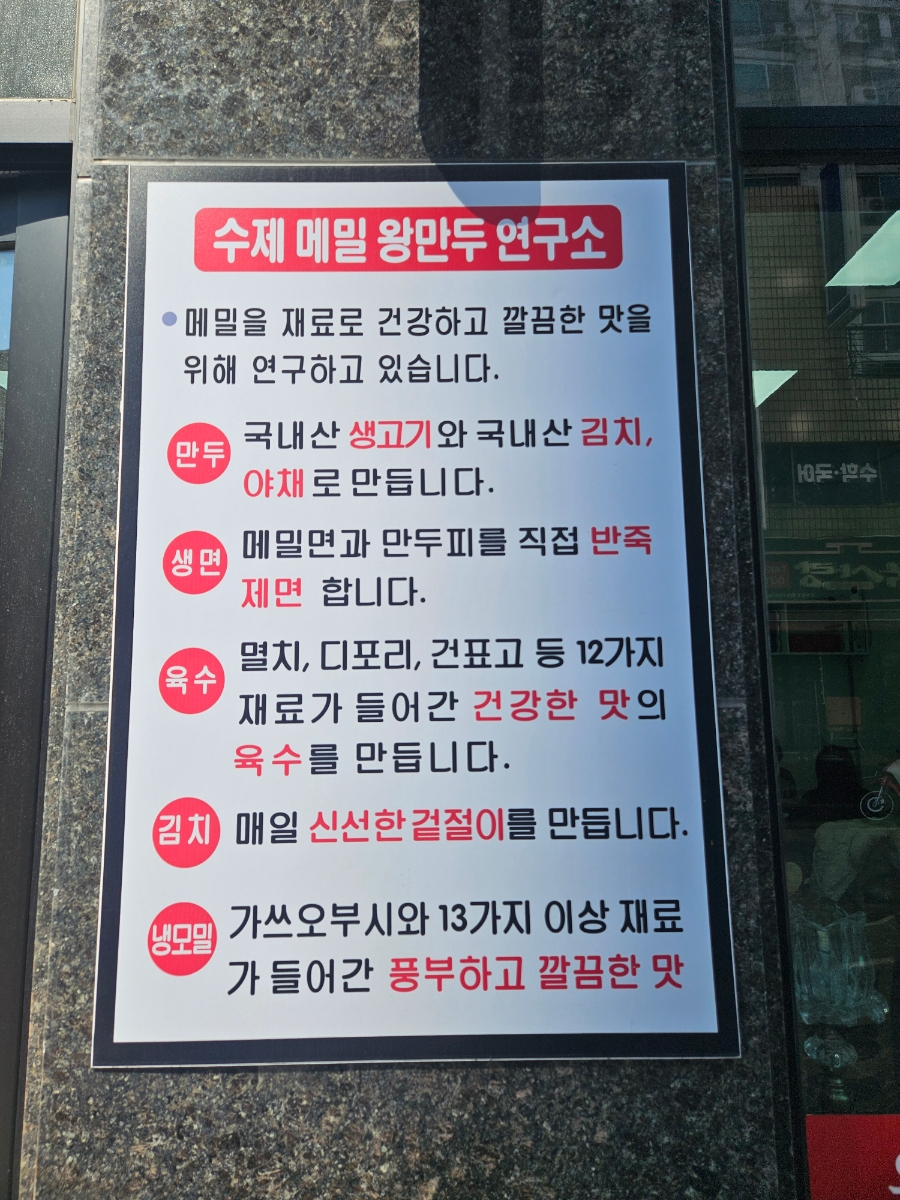 수제 메밀 왕만두 연구소
메밀을 재료로 건강하고 깔끔한 맛을
위해 연구하고 있습니다.
만두 국내산 생고기와 국내산 김치,
야채로 만듭니다.
생면 메밀면과 만두피를 직접 반죽
제면 합니다.
육수 멸치, 디포리, 건표고 등 12가지
재료가 들어간 건강한 맛의
육수를 만듭니다.
김치 매일 신선한겉절이를 만듭니다.
냉모밀 가쓰오부시와 13가지 이상 재료
가 들어간 풍부하고 깔끔한 맛
수학·국어